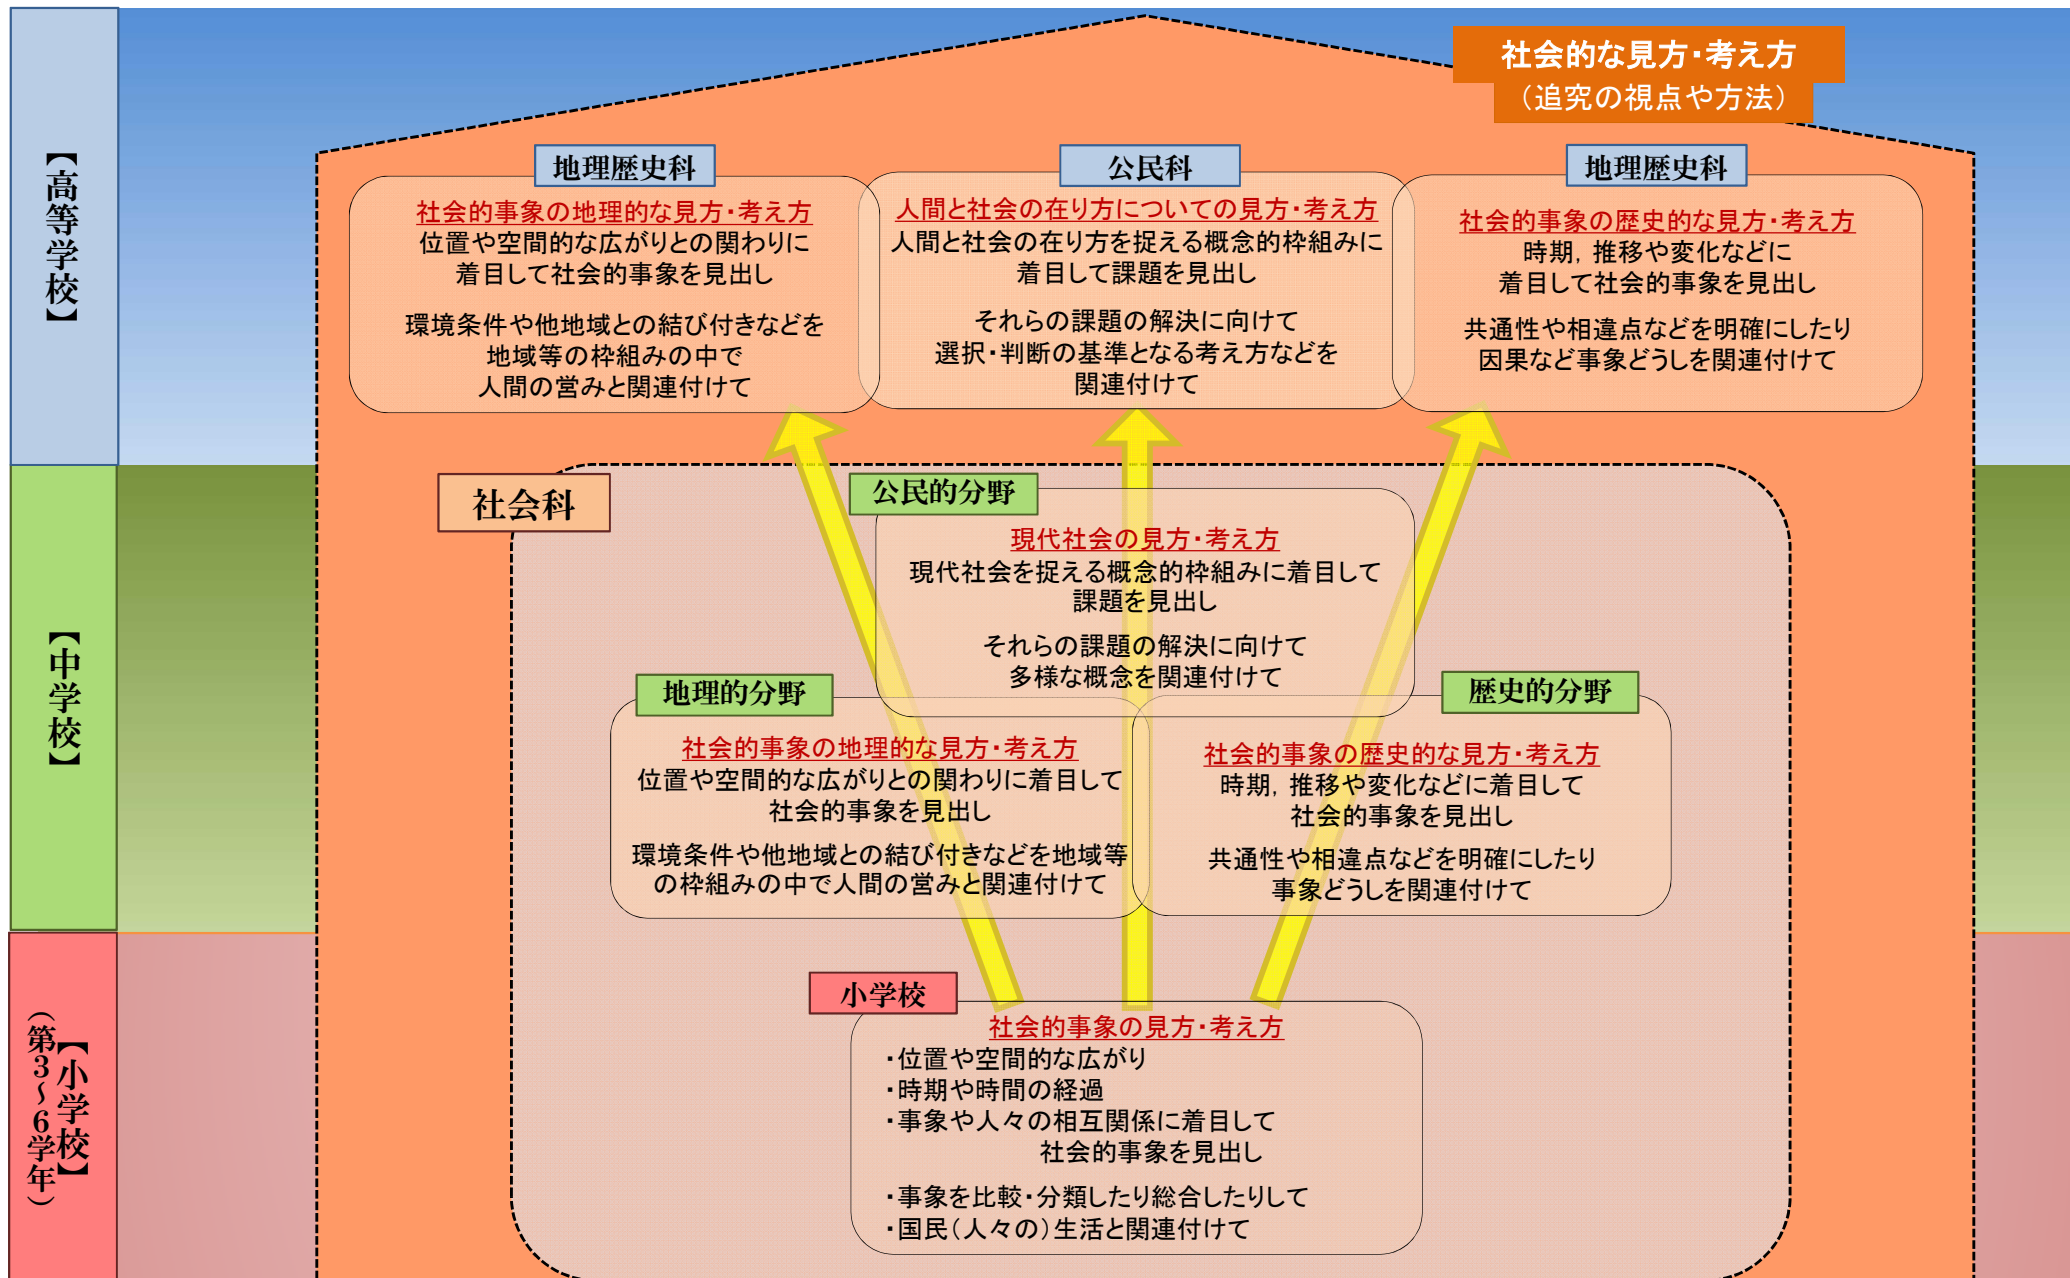 社会的な見方・考え方
（追究の視点や方法）
【高等学校】
地理歴史科
社会的事象の地理的な見方・考え方
位置や空間的な広がりとの関わりに
着目して社会的事象を見出し
環境条件や他地域との結び付きなどを
地域等の枠組みの中で
人間の営みと関連付けて
公民科
人間と社会の在り方についての見方・考え方
人間と社会の在り方を捉える概念的枠組みに
着目して課題を見出し
それらの課題の解決に向けて
選択・判断の基準となる考え方などを
関連付けて
地理歴史科
社会的事象の歴史的な見方・考え方
時期，推移や変化などに
着目して社会的事象を見出し
共通性や相違点などを明確にしたり
因果など事象どうしを関連付けて
【中学校】
社会科
公民的分野
現代社会の見方・考え方
現代社会を捉える概念的枠組みに着目して
課題を見出し
それらの課題の解決に向けて
多様な概念を関連付けて
地理的分野
社会的事象の地理的な見方・考え方
位置や空間的な広がりとの関わりに着目して
社会的事象を見出し
環境条件や他地域との結び付きなどを地域等
の枠組みの中で人間の営みと関連付けて
歴史的分野
社会的事象の歴史的な見方・考え方
時期，推移や変化などに着目して
社会的事象を見出し
共通性や相違点などを明確にしたり
事象どうしを関連付けて
【小学校】
（第３～６学年）
小学校
社会的事象の見方・考え方
・位置や空間的な広がり
・時期や時間の経過
・事象や人々の相互関係に着目して
社会的事象を見出し
・事象を比較・分類したり総合したりして
・国民（人々の）生活と関連付けて